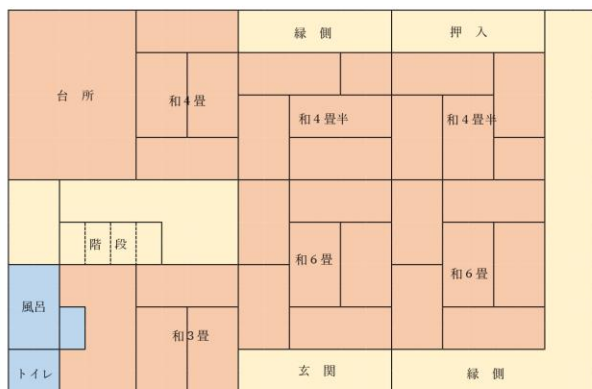 縁 側
押 入
台 所
和４畳
和４畳半
和４畳半
階 段
和６畳
和６畳
風呂
和３畳
トイレ
玄 関
縁 側